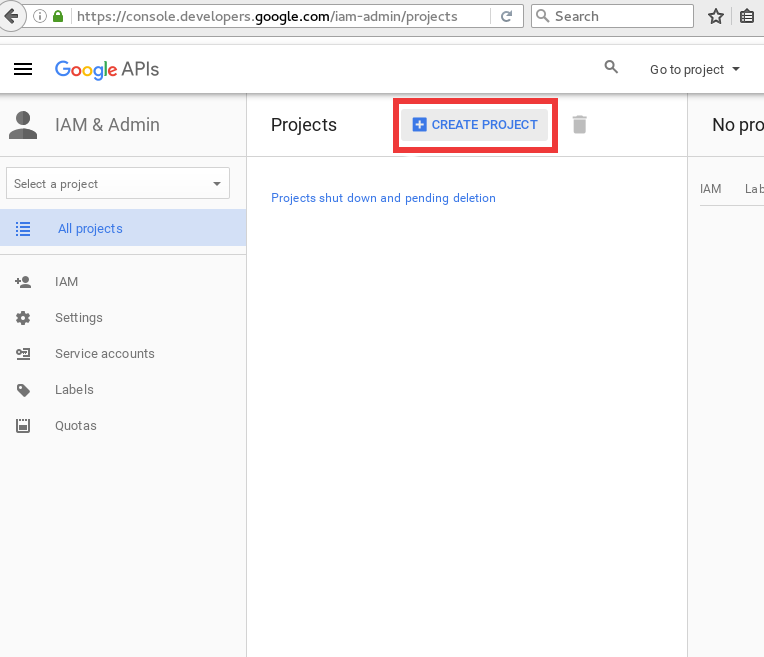 https://console.developers.google.com/iam-admin/projects
Search
Google APIs
Go to project
IAM & Admin
Projects
CREATE PROJECT
No pro
Select a project
Projects shut down and pending deletion
IAM Lab
All projects
IAM
Settings
Service accounts
Labels
Quotas